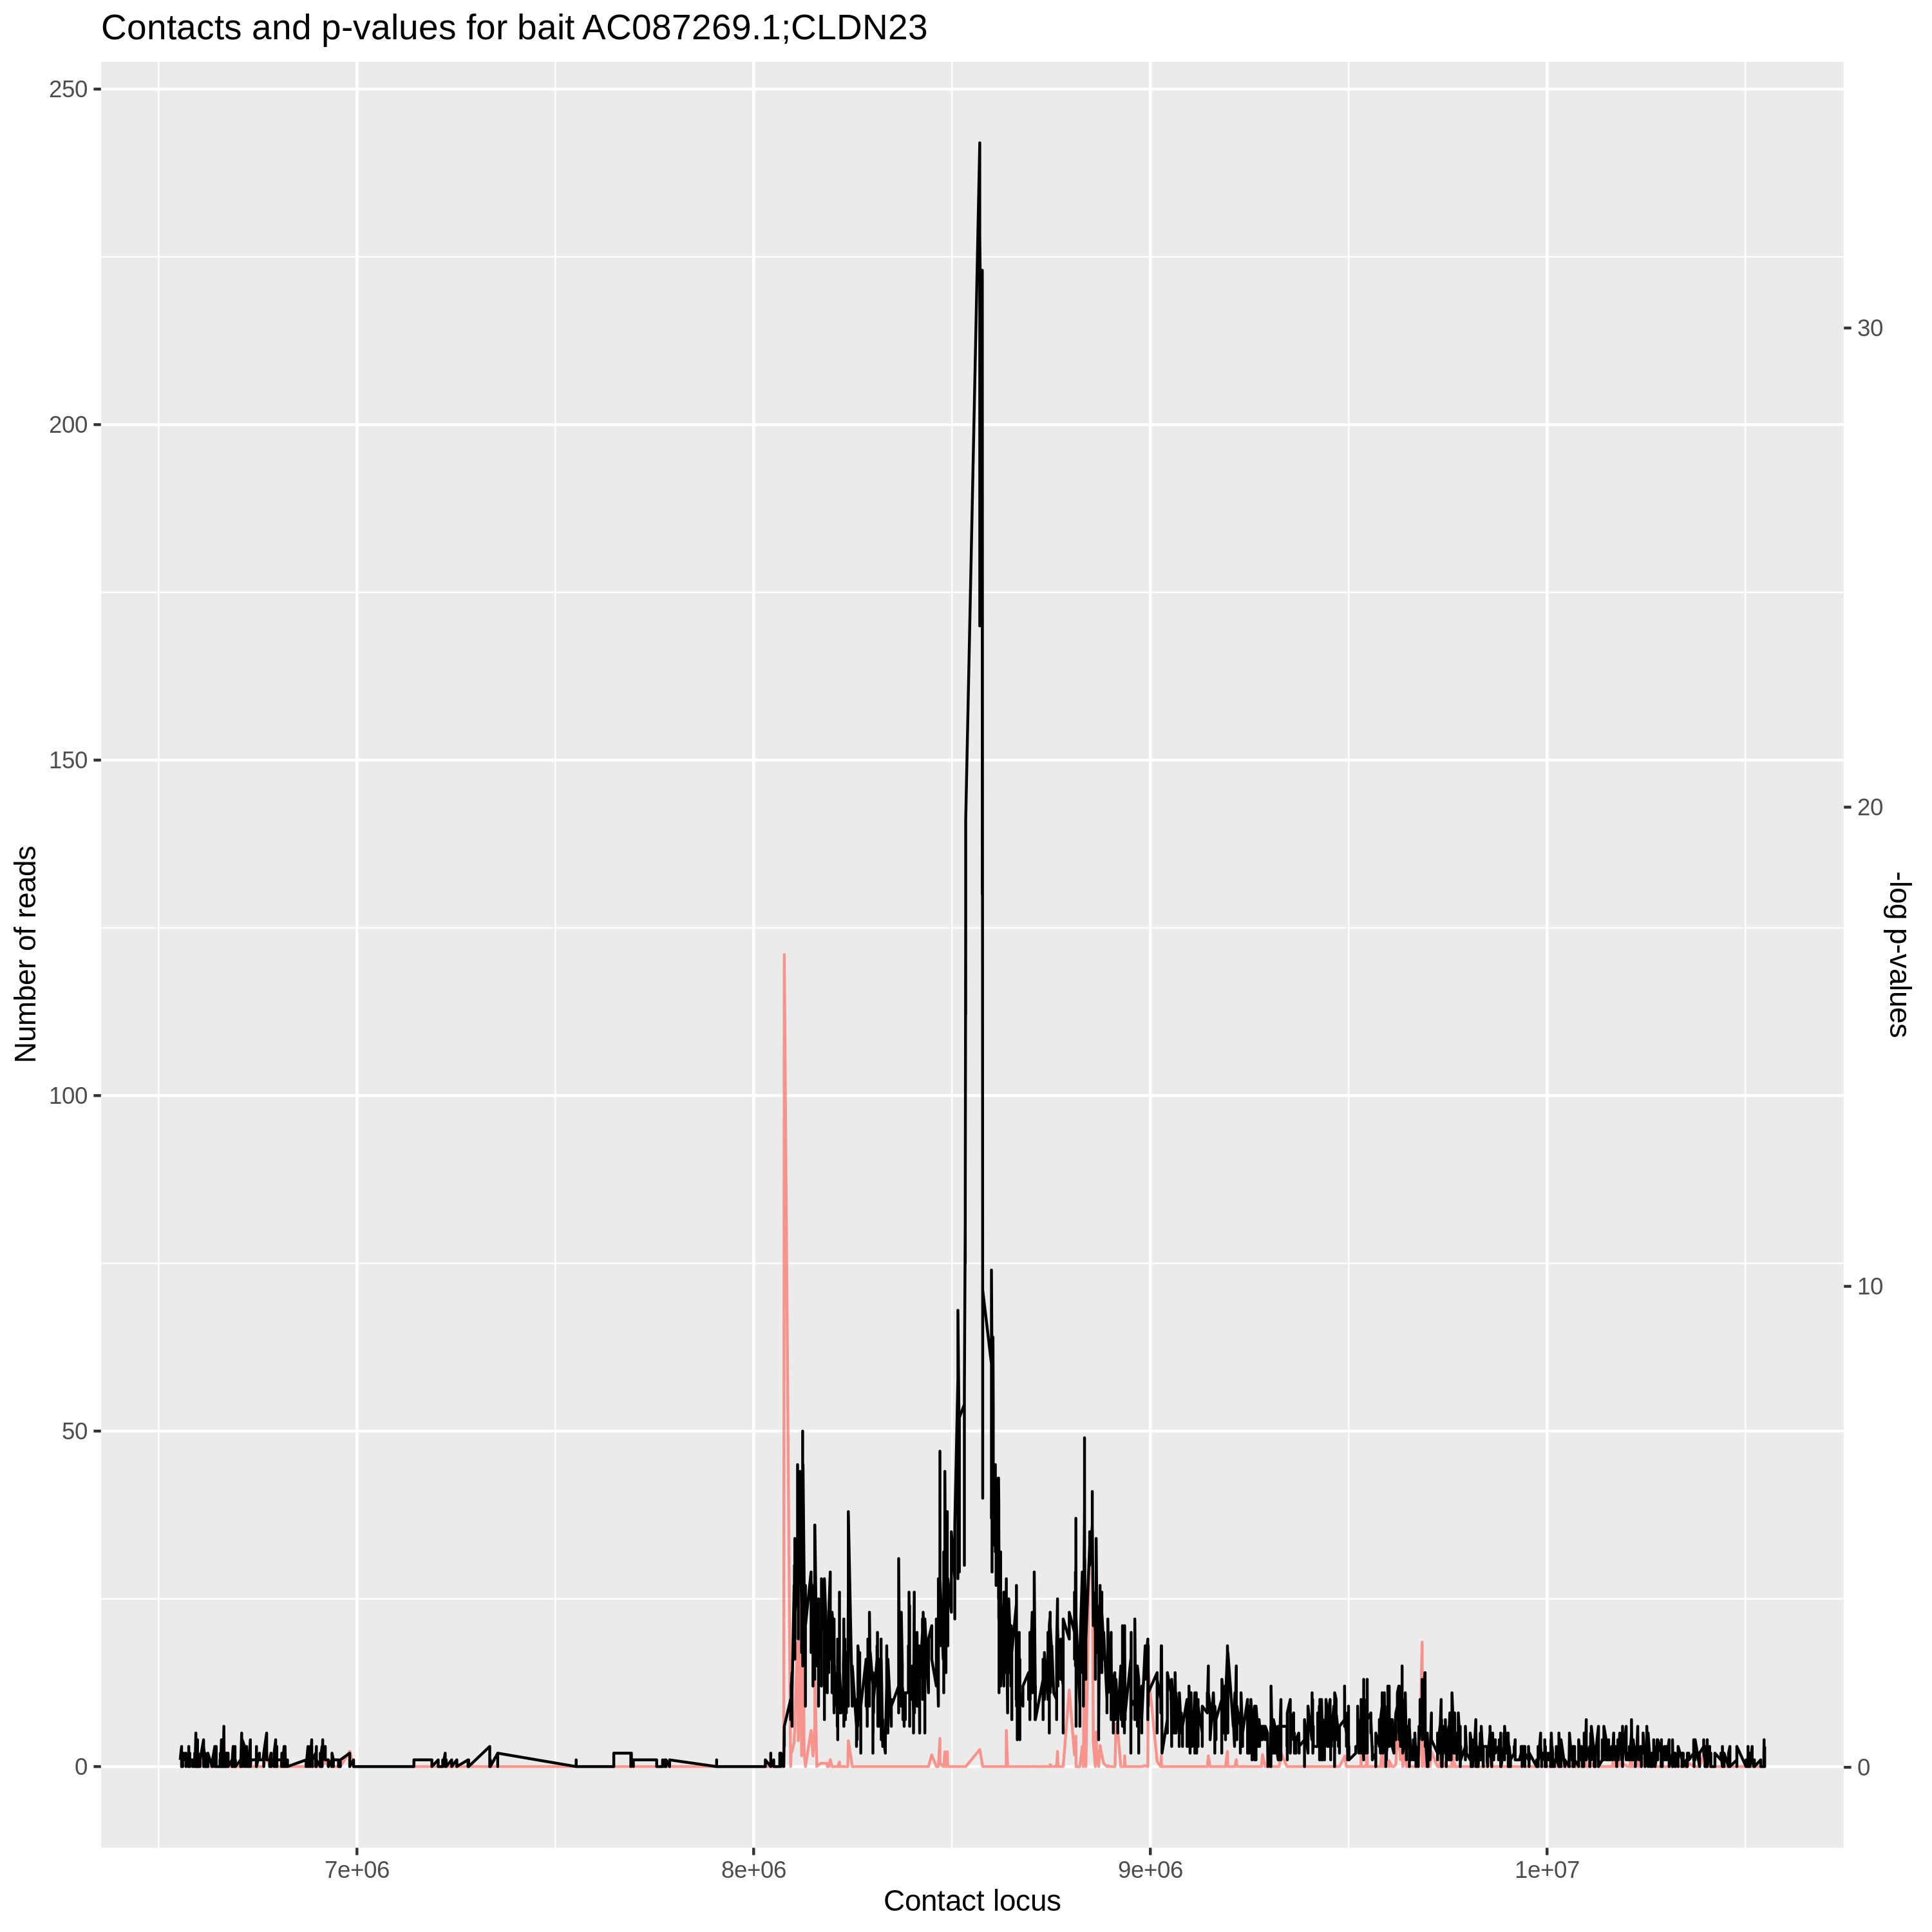 Contacts and p-values for bait AC087269.1;CLDN23
250
200
150
100
50
0
Number of reads
30
20
10
0
-log p-values
7e+06
8e+06
9e+06
1e+07
Contact locus